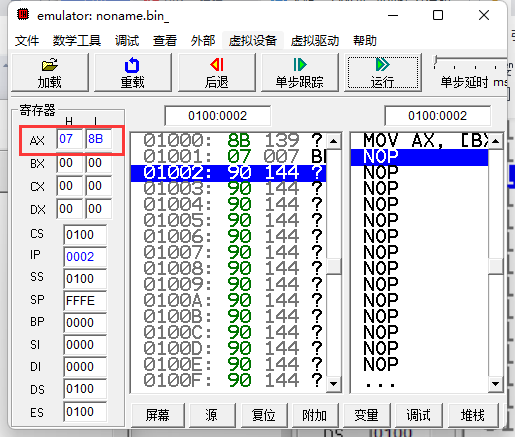 emulator: noname.bin_
文件 数学工具 调试 查看 外部 虚拟设备 虚拟驱动 帮助
加载 重载 后退 单步跟踪 运行 单步延时 ms
寄存器
H L
AX 07 8B
BX 00 00
CX 00 00
DX 00 00
CS 0100
IP 0002
SS 0100
SP FFFE
BP 0000
SI 0000
DI 0000
DS 0100
ES 0100
0100:0002
01000: 8B 139 ?
01001: 07 007 BE
01002: 90 144 ?
01003: 90 144 ?
01004: 90 144 ?
01005: 90 144 ?
01006: 90 144 ?
01007: 90 144 ?
01008: 90 144 ?
01009: 90 144 ?
0100A: 90 144 ?
0100B: 90 144 ?
0100C: 90 144 ?
0100D: 90 144 ?
0100E: 90 144 ?
0100F: 90 144 ?
0100:0002
MOV AX, [BX
NOP
NOP
NOP
NOP
NOP
NOP
NOP
NOP
NOP
NOP
NOP
NOP
NOP
NOP
...
屏幕 源 复位 附加 变量 调试 堆栈